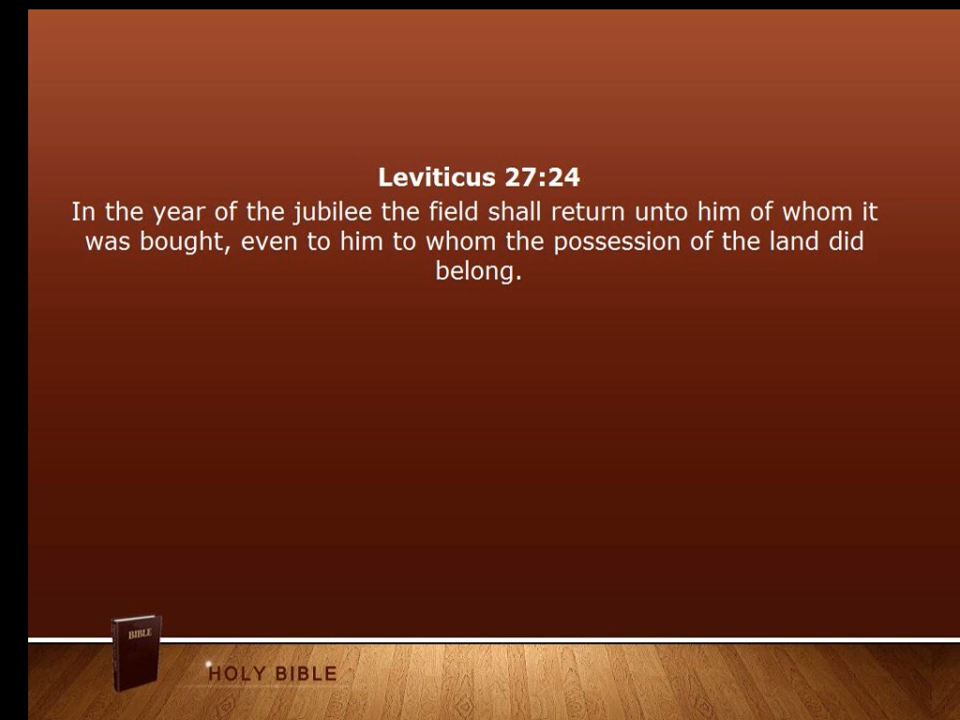 Leviticus 27:24
In the year of the jubilee the field shall return unto him of whom it
was bought, even to him to whom the possession of the land did
belong.
BIBLE
HOLY BIBLE